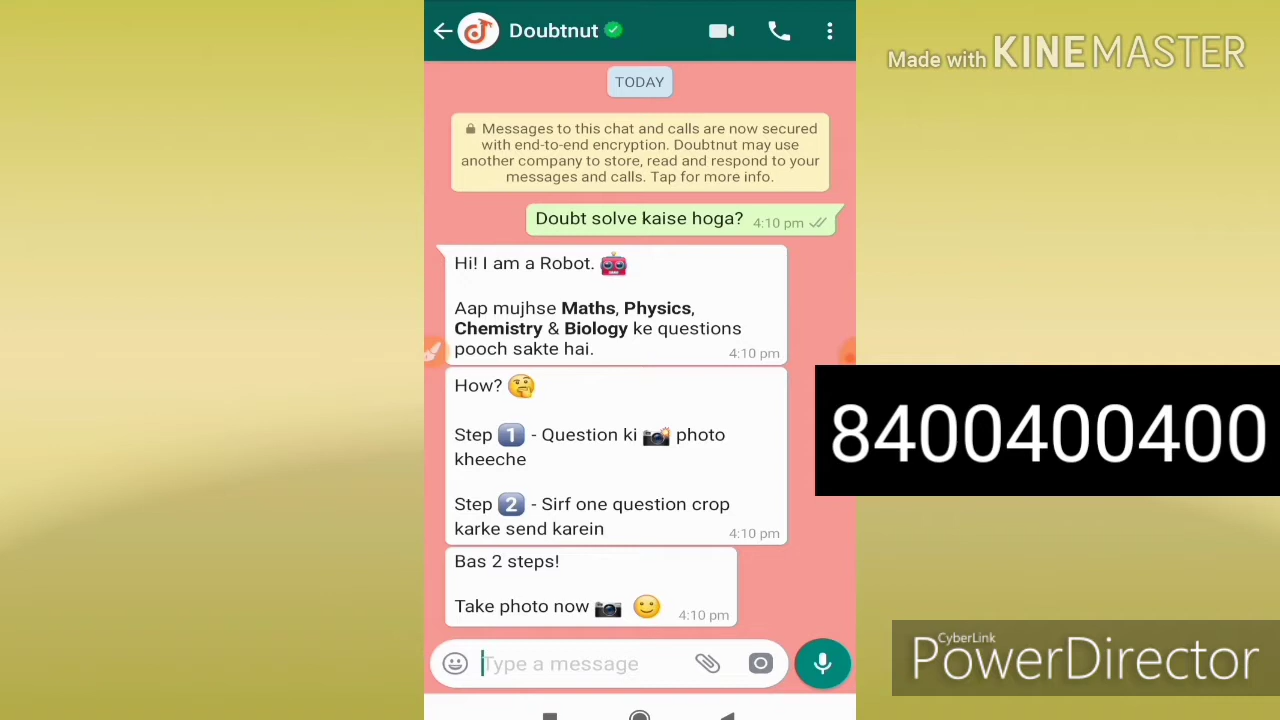 Doubtnut
Made with KINEMASTER
TODAY
Messages to this chat and calls are now secured
with end-to-end encryption. Doubtnut may use
another company to store, read and respond to your
messages and calls. Tap for more info.
Doubt solve kaise hoga? 4:10 pm
Hi! I am a Robot.
Aap mujhse Maths, Physics,
Chemistry & Biology ke questions
pooch sakte hai. 4:10 pm
How?
Step 1 - Question ki photo
kheeche
Step 2 - Sirf one question crop
karke send karein 4:10 pm
8400400400
Bas 2 steps!
Take photo now 4:10 pm
Type a message
CyberLink
PowerDirector